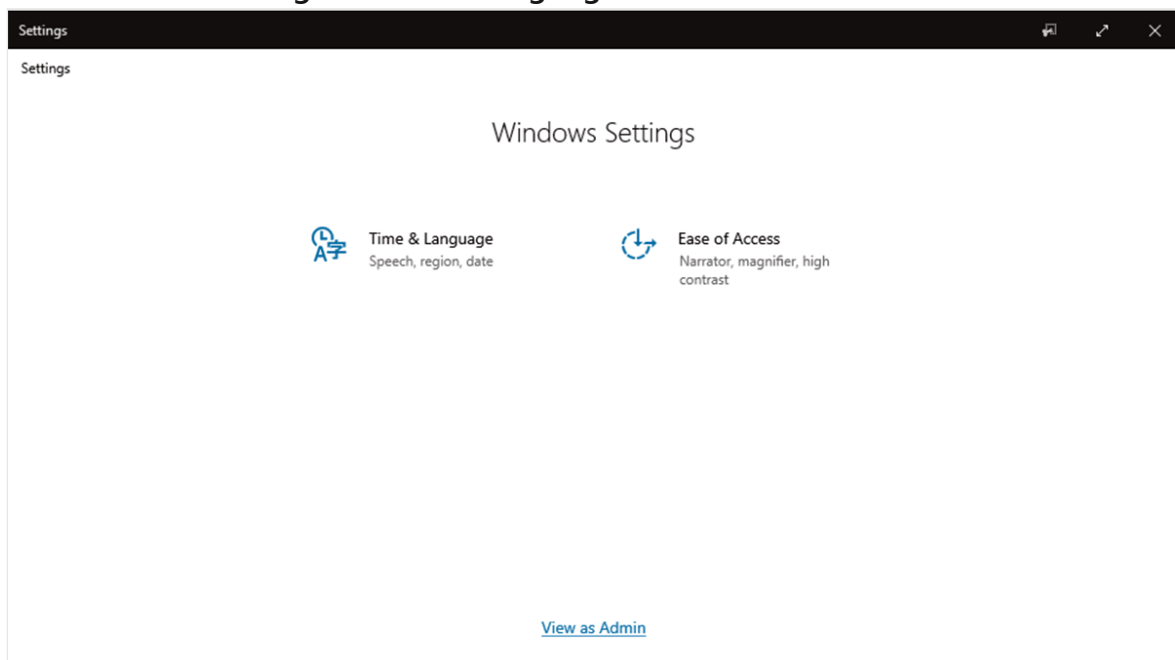 Settings
Settings
Windows Settings
Time & Language
Speech, region, date
Ease of Access
Narrator, magnifier, high
contrast
View as Admin